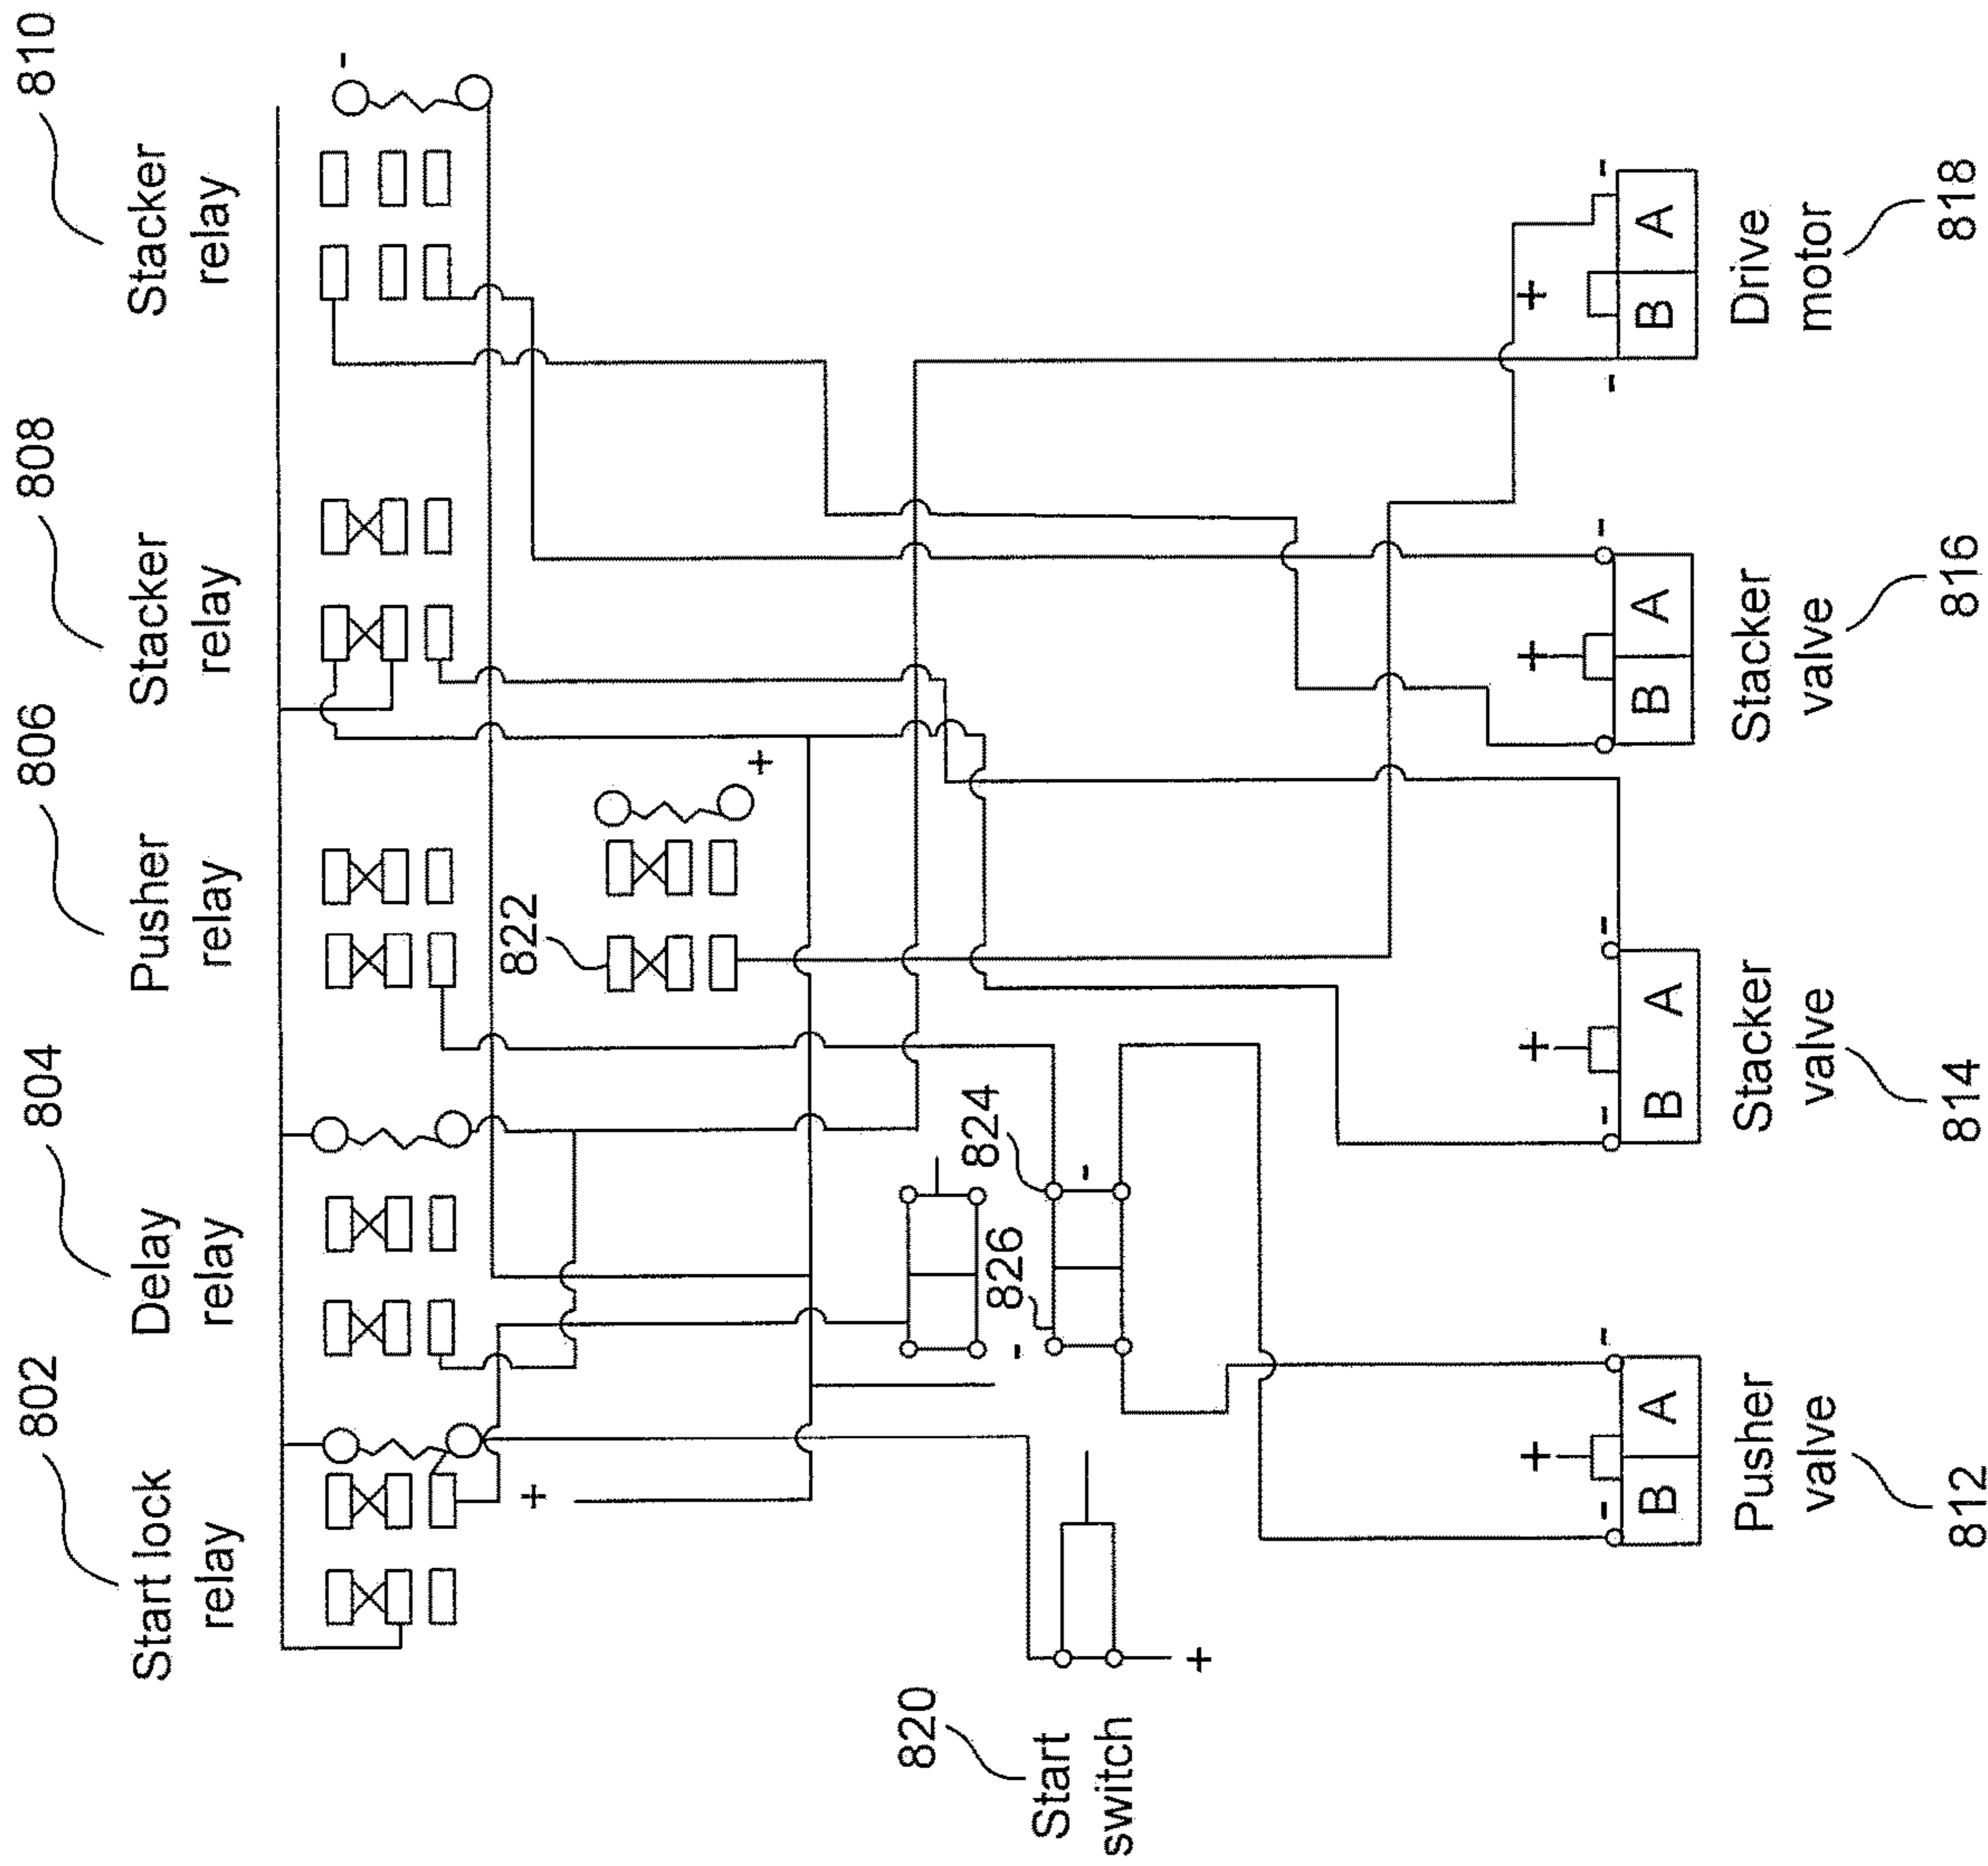 802
804
806
808
810
Start lock
relay
Delay
relay
Pusher
relay
Stacker
relay
Stacker
relay
-
822
+
+
820
Start
switch
+
826
824
-
-
-
+
-
-
+
-
+
-
-
+
-
B A
B A
B A
B A
Pusher
valve
Stacker
valve
Stacker
valve
Drive
motor
812
814
816
818